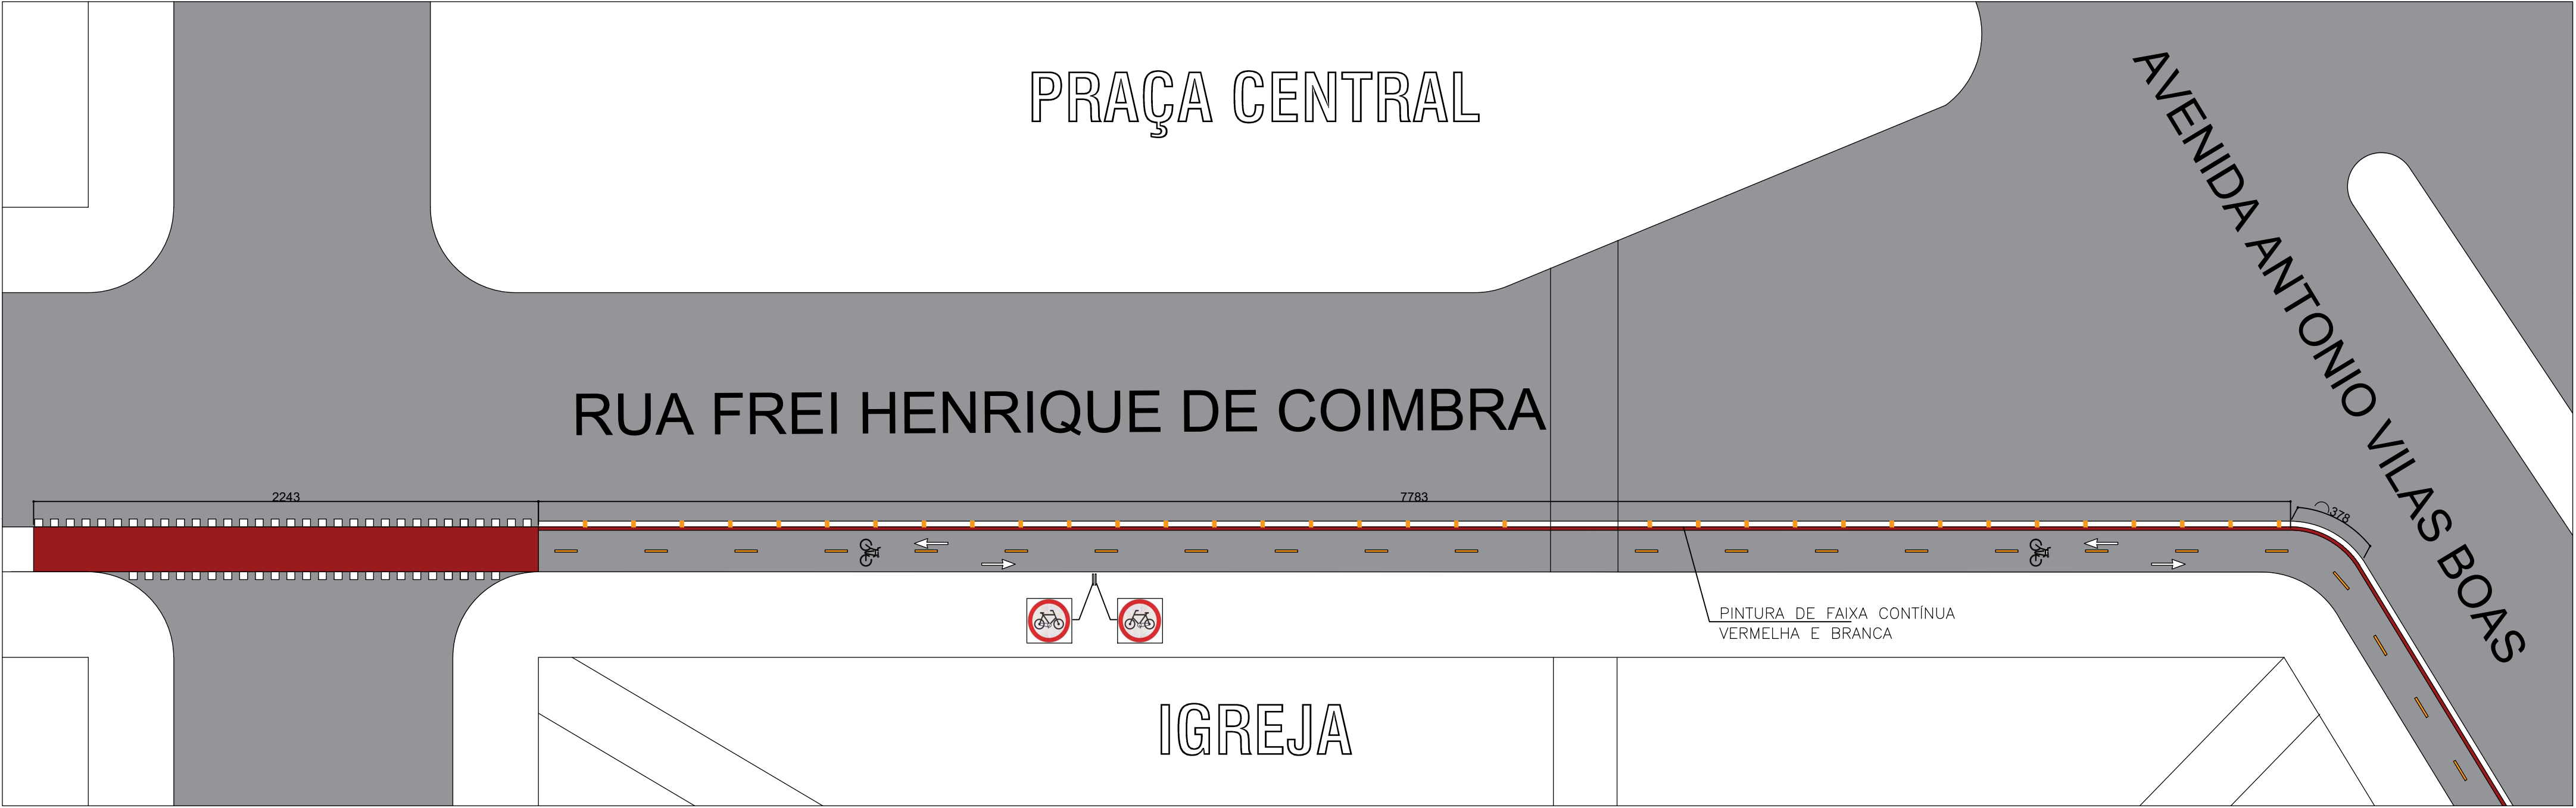 PRAÇA CENTRAL
AVENIDA ANTONIO VILAS BOAS
RUA FREI HENRIQUE DE COIMBRA
2243
7783
378
PINTURA DE FAIXA CONTÍNUA
VERMELHA E BRANCA
IGREJA